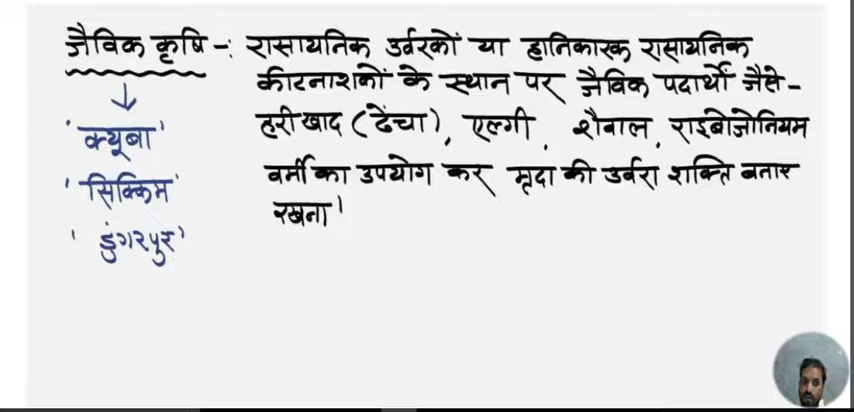 जैविक कृषि -: रासायनिक उर्वरकों या हानिकारक रासायनिक
कीटनाशकों के स्थान पर जैविक पदार्थों जैसे-
हरी खाद (ढेंचा), एल्गी, शैवाल, राइबोजोनियम
वर्मी का उपयोग कर मृदा की उर्वरा शक्ति बनाए
रखना।
↓
'क्यूबा'
'सिक्किम'
'डुंगरपुर'